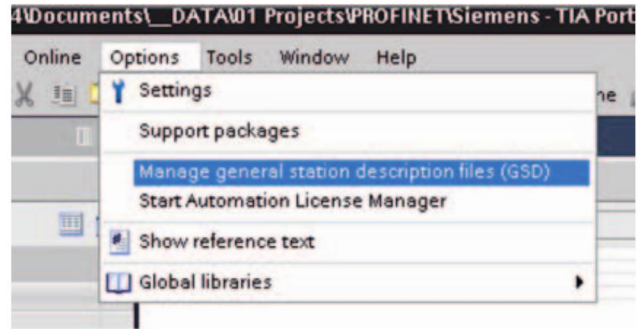 4\Documents\__DATA\01 Projects\PROFINET\Siemens - TIA Port
Online Options Tools Window Help
Settings
Support packages
Manage general station description files (GSD)
Start Automation License Manager
Show reference text
Global libraries